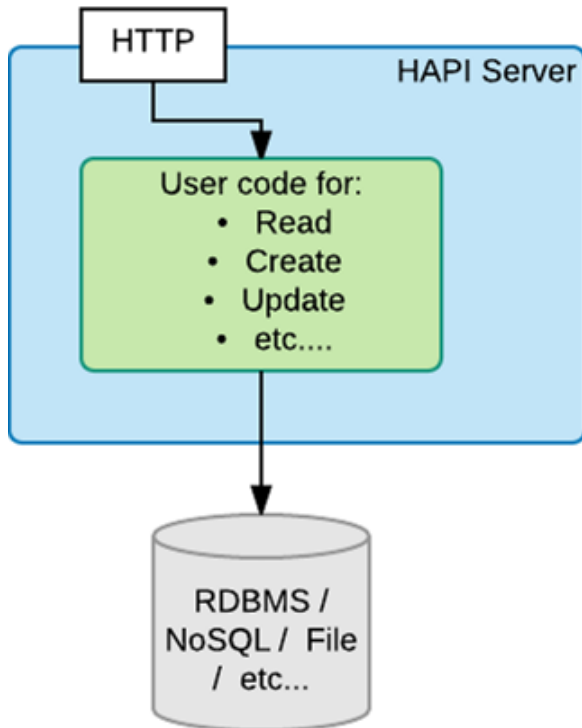 HTTP
HAPI Server
User code for:
• Read
• Create
• Update
• etc....
RDBMS /
NoSQL / File
/ etc...